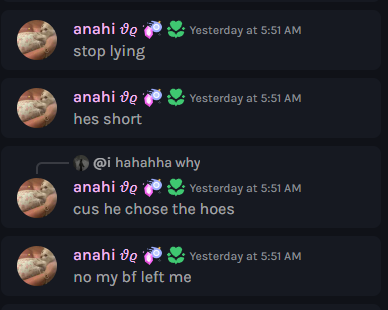 anahi ϑϱ Yesterday at 5:51 AM
stop lying
anahi ϑϱ Yesterday at 5:51 AM
hes short
@i hahahha why
anahi ϑϱ Yesterday at 5:51 AM
cus he chose the hoes
anahi ϑϱ Yesterday at 5:51 AM
no my bf left me